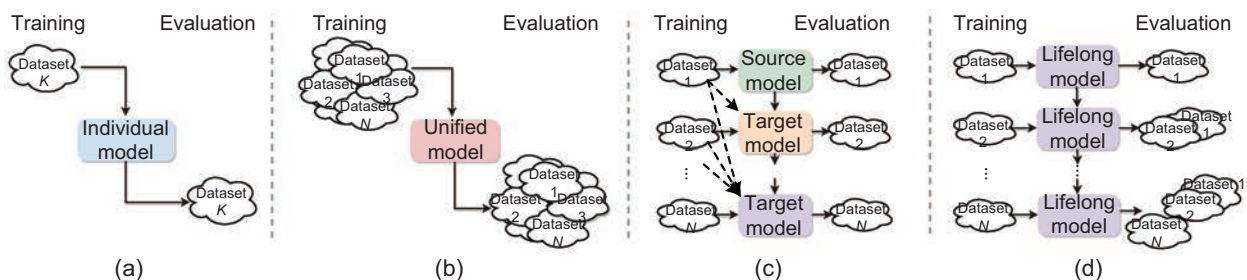 Training Evaluation
Dataset
K
Individual
model
Dataset
K
(a)
Training Evaluation
Dataset
1
Dataset
2
Dataset
3
Dataset
N
Unified
model
Dataset
1
Dataset
2
Dataset
3
Dataset
N
(b)
Training Evaluation
Dataset
1
Source
model
Dataset
1
Dataset
2
Target
model
Dataset
2
...
Dataset
N
Target
model
Dataset
N
(c)
Training Evaluation
Dataset
1
Lifelong
model
Dataset
1
Dataset
2
Lifelong
model
Dataset
2
Dataset
1
...
Dataset
N
Lifelong
model
Dataset 1
Dataset
2
Dataset
N
(d)